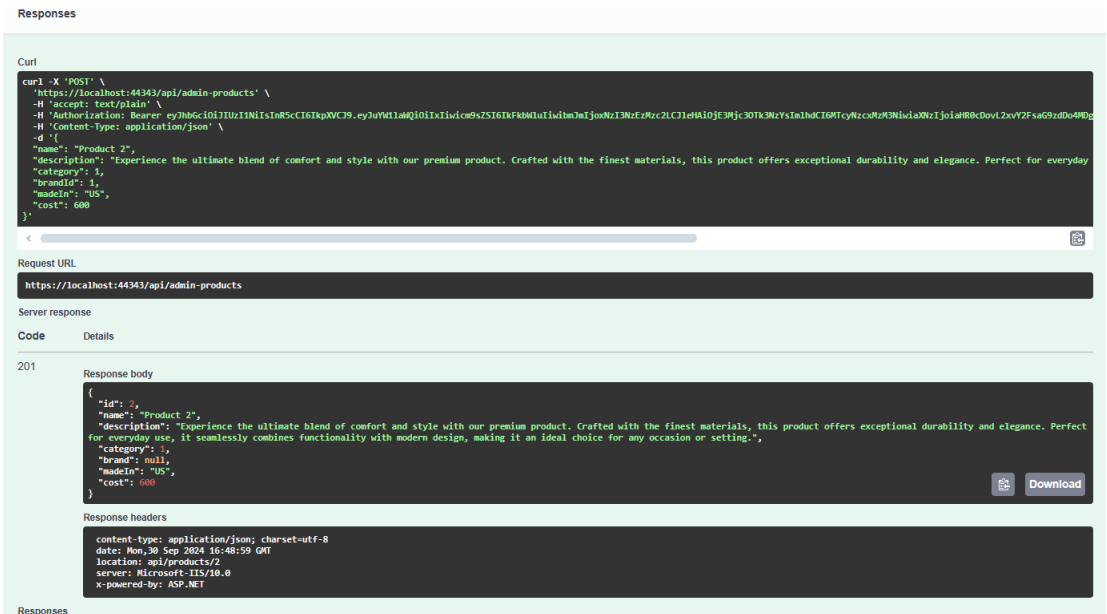 Responses
Curl
curl -X 'POST' \
'https://localhost:44343/api/admin-products' \
-H 'accept: text/plain' \
-H 'Authorization: Bearer
-H 'Content-Type: application/json' \
-d '{
"name": "Product 2",
"description": "Experience the ultimate blend of comfort and style with our premium product. Crafted with the finest materials, this product offers exceptional durability and elegance. Perfect for everyday
"category": 1,
"brandId": 1,
"madeIn": "US",
"cost": 600
}'
Request URL
https://localhost:44343/api/admin-products
Server response
Code Details
201
Response body
{
"id": 2,
"name": "Product 2",
"description": "Experience the ultimate blend of comfort and style with our premium product. Crafted with the finest materials, this product offers exceptional durability and elegance. Perfect
for everyday use, it seamlessly combines functionality with modern design, making it an ideal choice for any occasion or setting.",
"category": 1,
"brand": null,
"madeIn": "US",
"cost": 600
}
Download
Response headers
content-type: application/json; charset=utf-8
date: Mon,30 Sep 2024 16:48:59 GMT
location: api/products/2
server: Microsoft-IIS/10.0
x-powered-by: ASP.NET
Responses